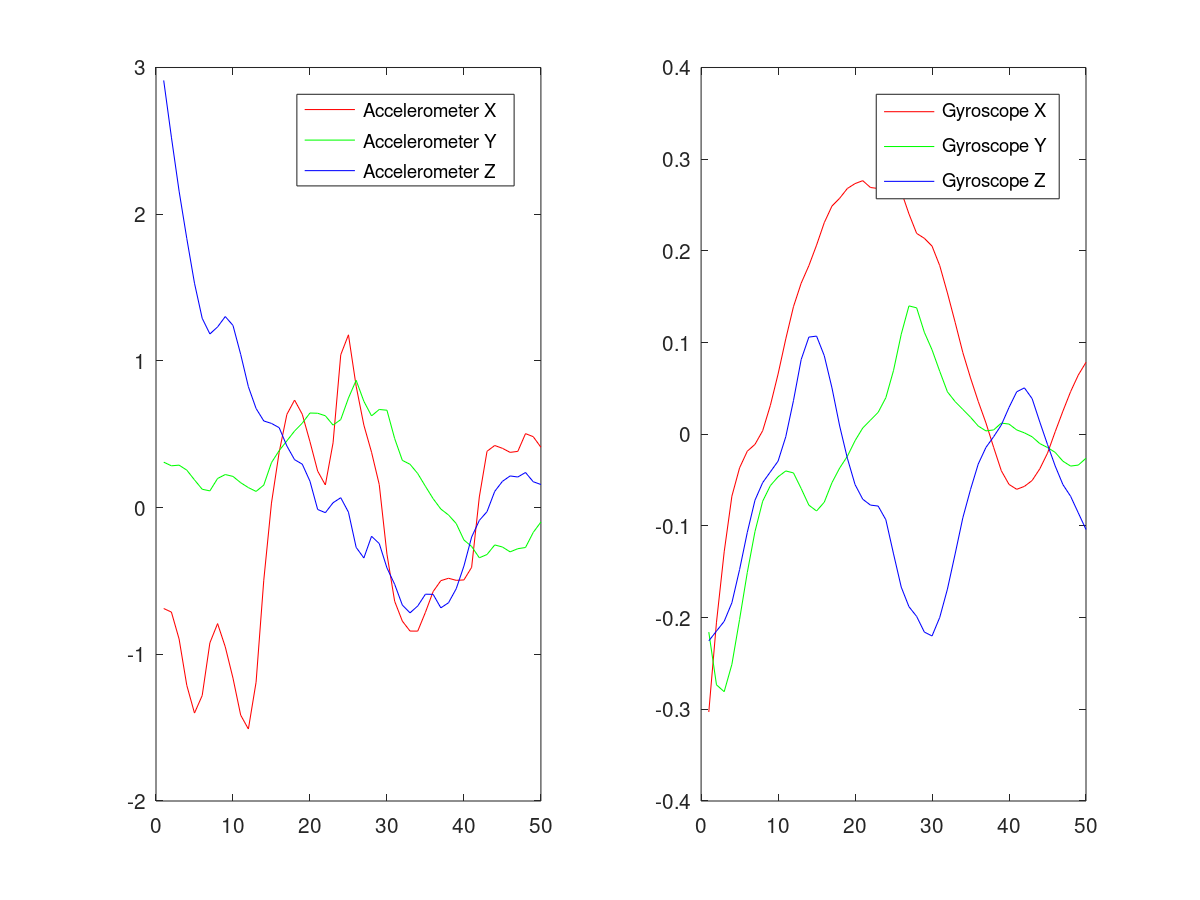 3
2
1
0
-1
-2
0 10 20 30 40 50
Accelerometer X
Accelerometer Y
Accelerometer Z
0.4
0.3
0.2
0.1
0
-0.1
-0.2
-0.3
-0.4
0 10 20 30 40 50
Gyroscope X
Gyroscope Y
Gyroscope Z